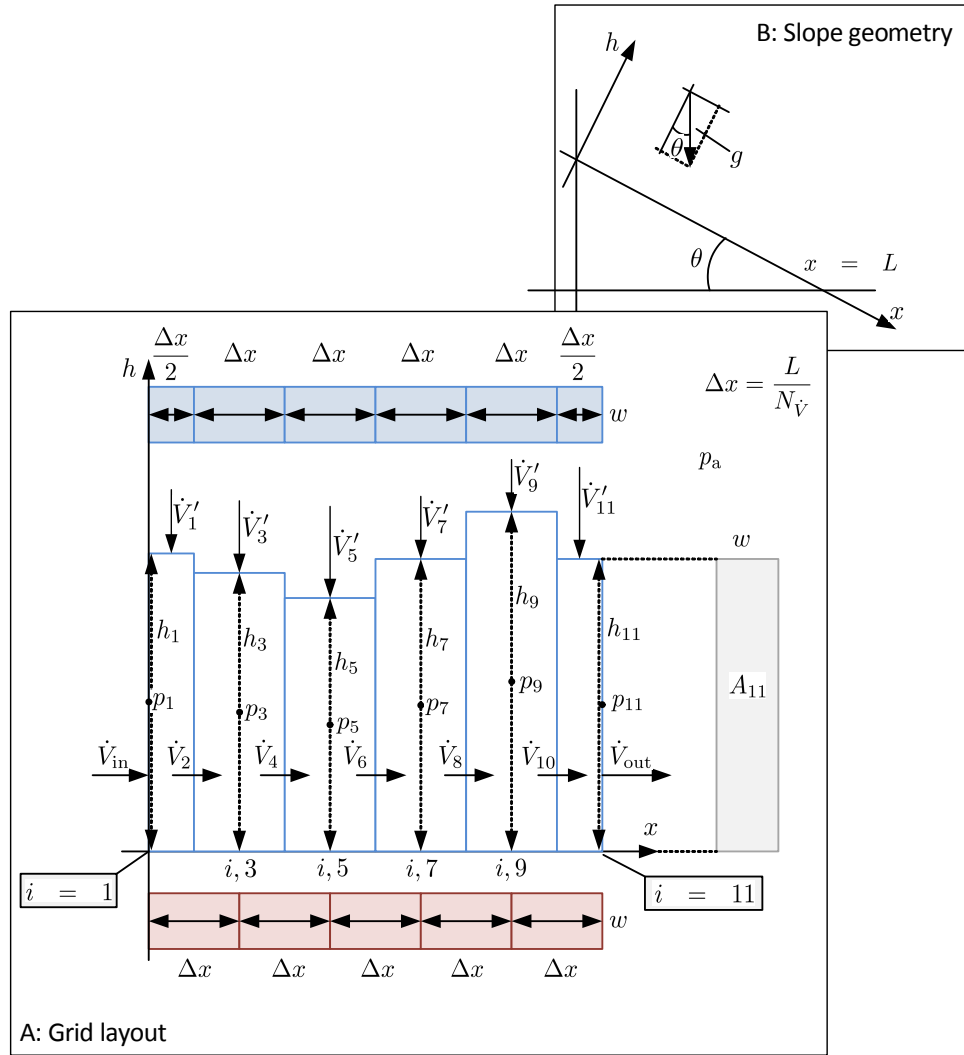 B: Slope geometry
h
θ
g
θ
x = L
x
Δx/2 Δx Δx Δx Δx Δx/2
h
Δx = L/N_V̇
w
p_a
V̇′_1 V̇′_3 V̇′_5 V̇′_7 V̇′_9 V̇′_11
w
h_1 h_3 h_5 h_7 h_9 h_11
A_11
p_1 p_3 p_5 p_7 p_9 p_11
V̇_in V̇_2 V̇_4 V̇_6 V̇_8 V̇_10 V̇_out
x
i, 3 i, 5 i, 7 i, 9
i = 1
i = 11
w
Δx Δx Δx Δx Δx
A: Grid layout